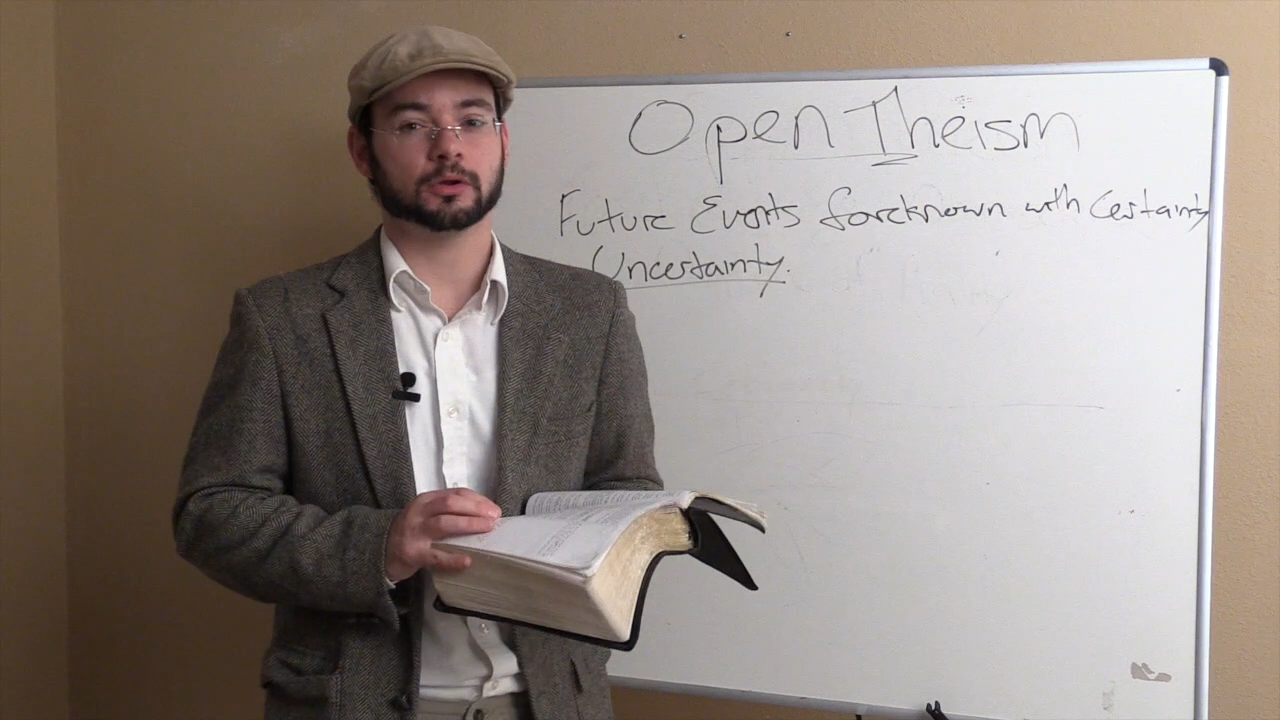 Open Theism
Future Events foreknown with Certainty
Uncertainty.